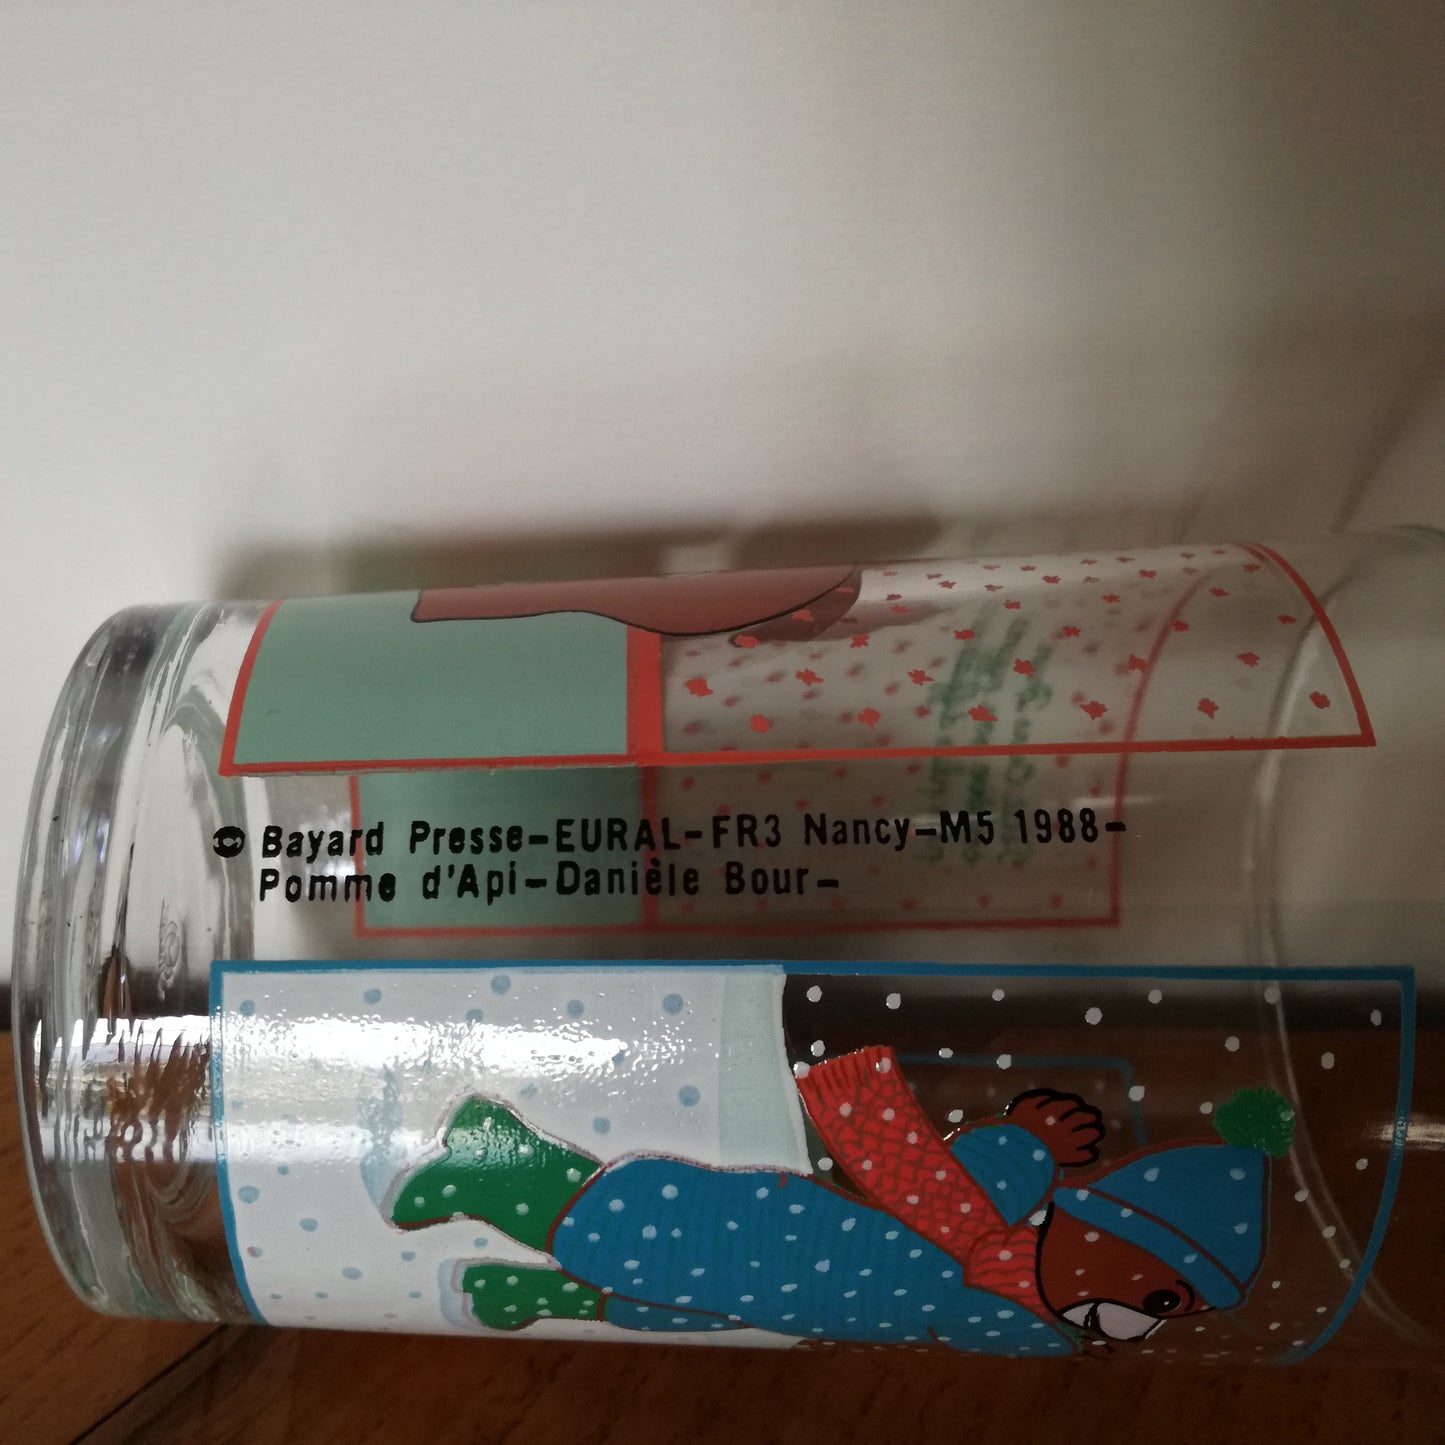 © Bayard Presse-EURAL-FR3 Nancy-M5 1988-
Pomme d'Api-Danièle Bour-